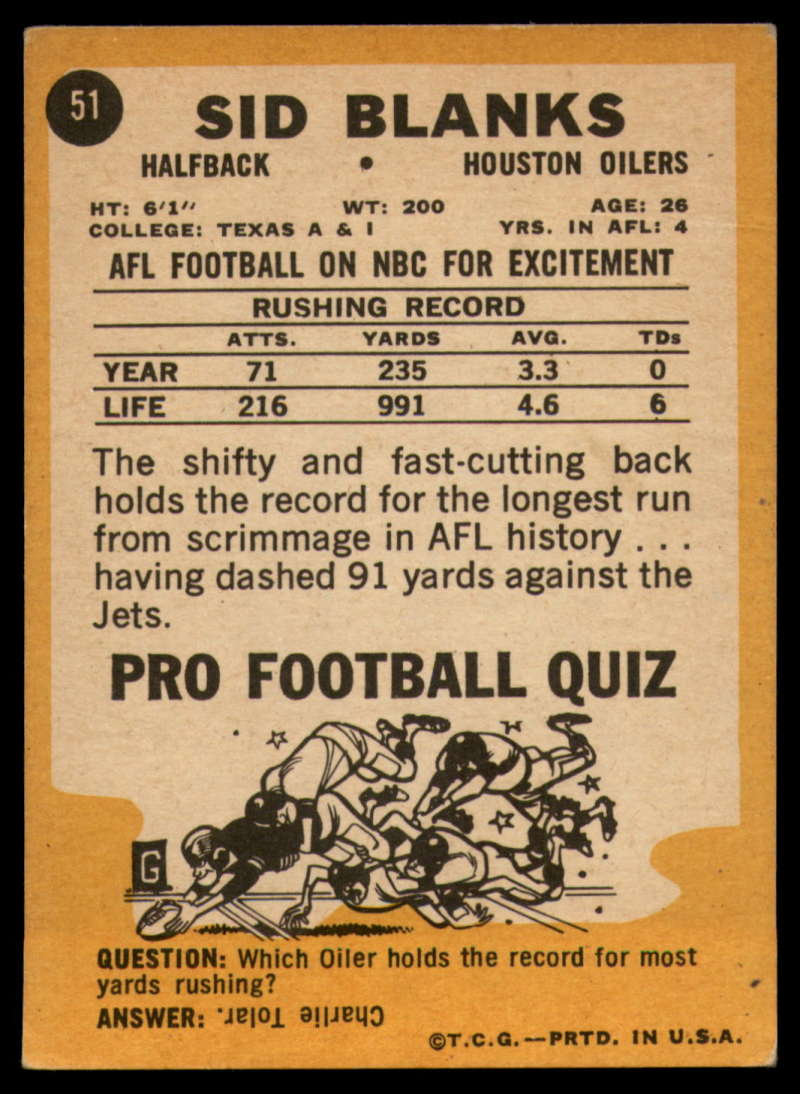 51
SID BLANKS
HALFBACK • HOUSTON OILERS
HT: 6'1" WT: 200 AGE: 26
COLLEGE: TEXAS A & I YRS. IN AFL: 4
AFL FOOTBALL ON NBC FOR EXCITEMENT
RUSHING RECORD
ATTS. YARDS AVG. TDs
YEAR 71 235 3.3 0
LIFE 216 991 4.6 6
The shifty and fast-cutting back
holds the record for the longest run
from scrimmage in AFL history . . .
having dashed 91 yards against the
Jets.
PRO FOOTBALL QUIZ
G
QUESTION: Which Oiler holds the record for most
yards rushing?
ANSWER: Charlie Tolar.
©T.C.G.—PRTD. IN U.S.A.